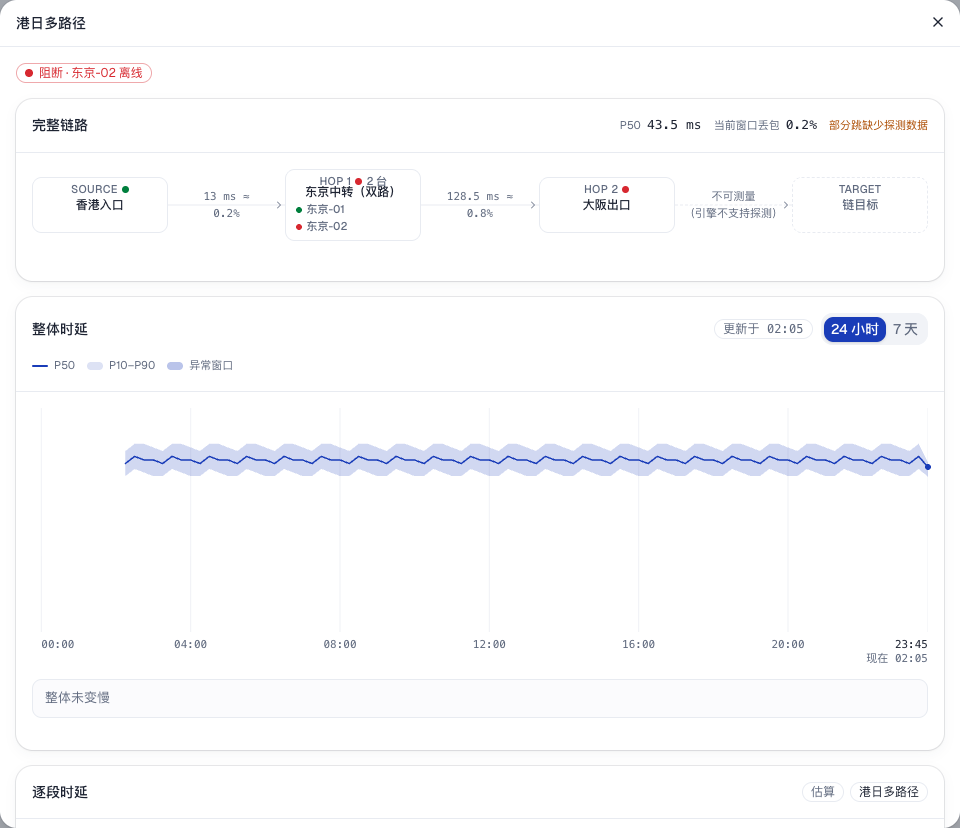 港日多路径
阻断 · 东京-02 离线
完整链路
P50 43.5 ms 当前窗口丢包 0.2% 部分跳缺少探测数据
SOURCE
香港入口
13 ms ≈
0.2%
HOP 1 2 台
东京中转（双路）
东京-01
东京-02
128.5 ms ≈
0.8%
HOP 2
大阪出口
不可测量
(引擎不支持探测)
TARGET
链目标
整体时延
更新于 02:05 24 小时 7 天
P50 P10–P90 异常窗口
00:00 04:00 08:00 12:00 16:00 20:00 23:45
现在 02:05
整体未变慢
逐段时延
估算 港日多路径